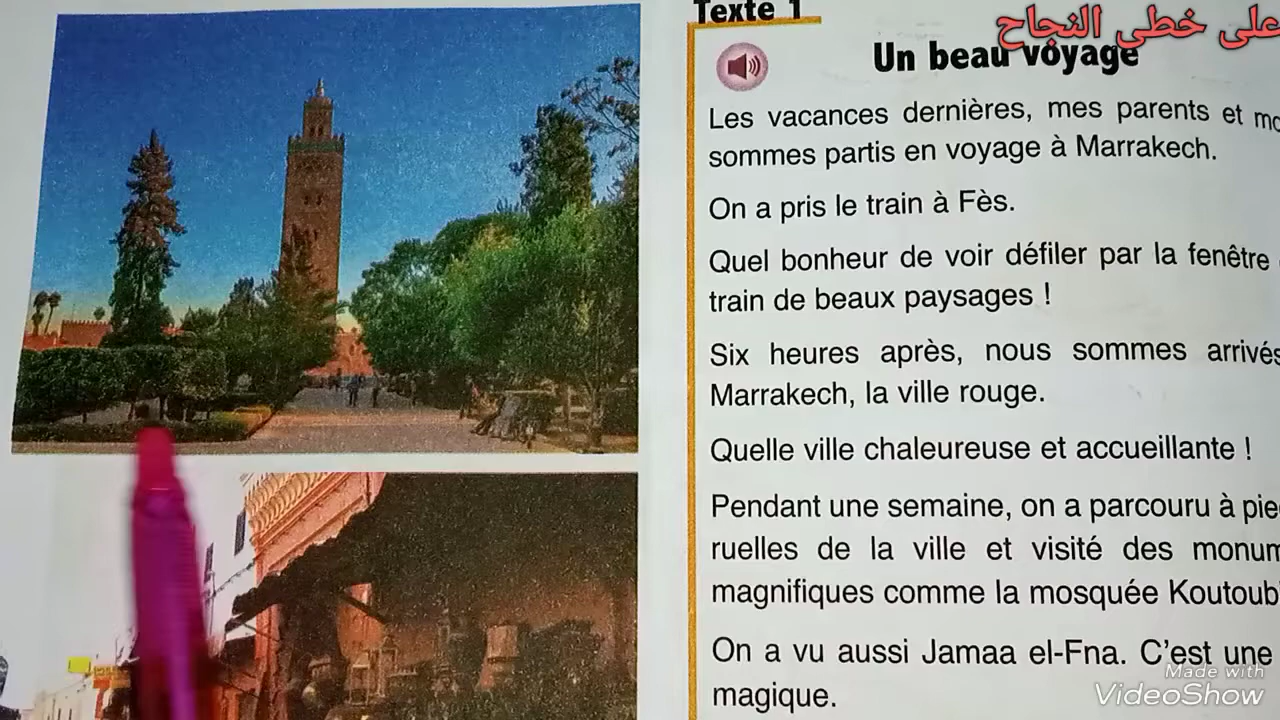 Texte 1
على خطى النجاح
Un beau voyage
Les vacances dernières, mes parents et
sommes partis en voyage à Marrakech.
On a pris le train à Fès.
Quel bonheur de voir défiler par la fenêtre
train de beaux paysages !
Six heures après, nous sommes arrivés
Marrakech, la ville rouge.
Quelle ville chaleureuse et accueillante !
Pendant une semaine, on a parcouru à
ruelles de la ville et visité des
magnifiques comme la mosquée
On a vu aussi Jamaa el-Fna. C'est une
magique.
Made with
VideoShow